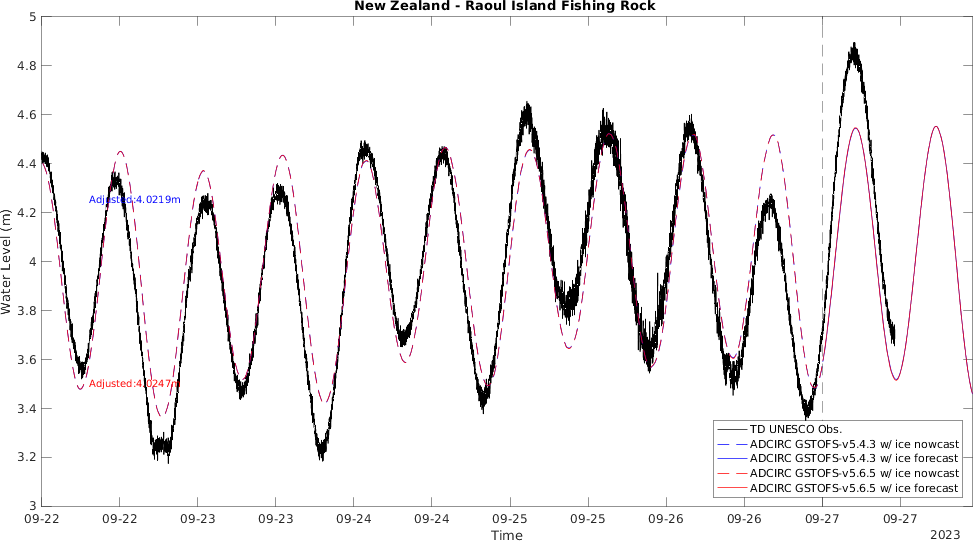 New Zealand - Raoul Island Fishing Rock
5
4.8
4.6
4.4
4.2
4
3.8
3.6
3.4
3.2
3
Water Level (m)
Adjusted:4.0219m
Adjusted:4.0247m
TD UNESCO Obs.
ADCIRC GSTOFS-v5.4.3 w/ ice nowcast
ADCIRC GSTOFS-v5.4.3 w/ ice forecast
ADCIRC GSTOFS-v5.6.5 w/ ice nowcast
ADCIRC GSTOFS-v5.6.5 w/ ice forecast
09-22 09-22 09-23 09-23 09-24 09-24 09-25 09-25 09-26 09-26 09-27 09-27
Time
2023